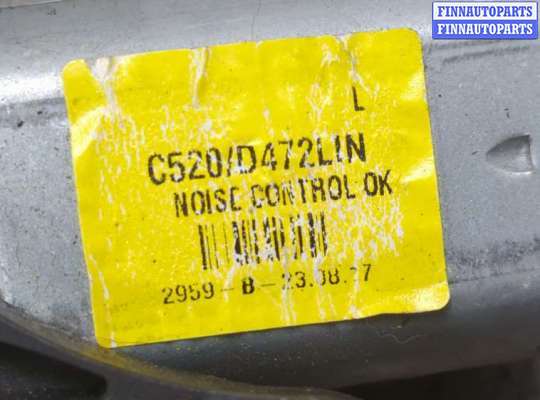 FINNAUTOPARTS
FINNAUTOPARTS
L
C520/D472LIN
NOISE CONTROL OK
2959-B-23.08.17